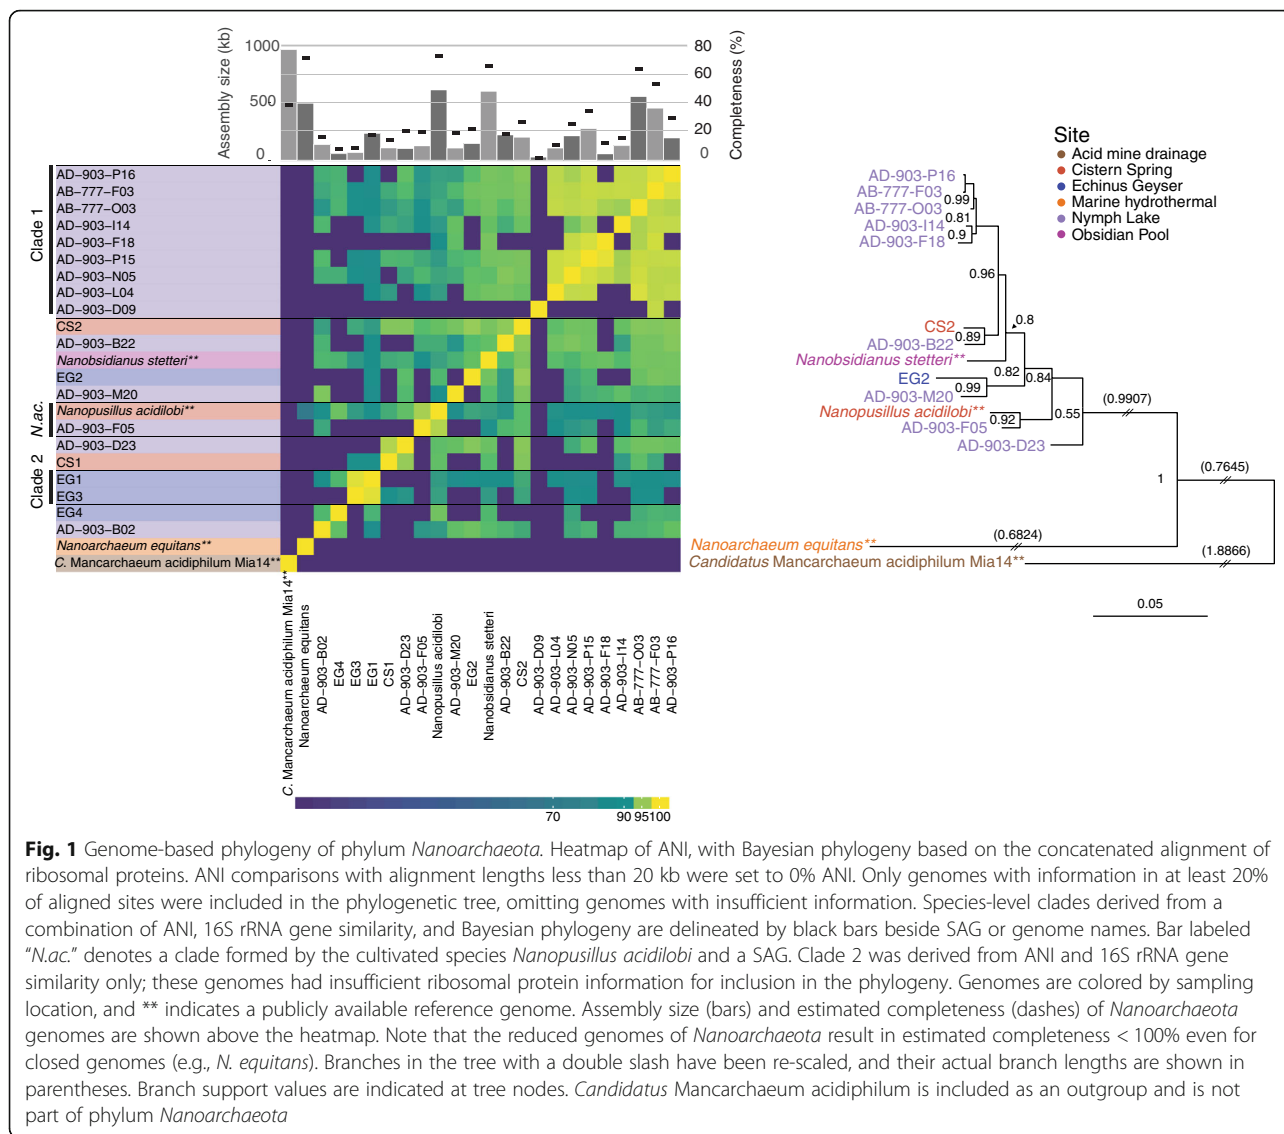 Assembly size (kb)
1000
500
0
80
60
40
20
0
Completeness (%)
Clade 1
N.ac.
Clade 2
AD-903-P16
AB-777-F03
AB-777-O03
AD-903-I14
AD-903-F18
AD-903-P15
AD-903-N05
AD-903-L04
AD-903-D09
CS2
AD-903-B22
Nanobsidianus stetteri**
EG2
AD-903-M20
Nanopusillus acidilobi**
AD-903-F05
AD-903-D23
CS1
EG1
EG3
EG4
AD-903-B02
Nanoarchaeum equitans**
C. Mancarchaeum acidiphilum Mia14**
C. Mancarchaeum acidiphilum Mia14**
Nanoarchaeum equitans
AD-903-B02
EG4
EG3
EG1
CS1
AD-903-D23
AD-903-F05
Nanopusillus acidilobi
AD-903-M20
EG2
Nanobsidianus stetteri
AD-903-B22
CS2
AD-903-D09
AD-903-L04
AD-903-N05
AD-903-P15
AD-903-F18
AD-903-I14
AB-777-O03
AB-777-F03
AD-903-P16
70 90 95 100
Site
Acid mine drainage
Cistern Spring
Echinus Geyser
Marine hydrothermal
Nymph Lake
Obsidian Pool
AD-903-P16
AB-777-F03
0.99
AB-777-O03
0.81
AD-903-I14
0.9
AD-903-F18
0.96
CS2
0.8
0.89
AD-903-B22
Nanobsidianus stetteri**
0.82
EG2
0.84
0.99
AD-903-M20
(0.9907)
Nanopusillus acidilobi**
0.92
0.55
AD-903-F05
AD-903-D23
(0.7645)
1
(0.6824)
Nanoarchaeum equitans**
(1.8866)
Candidatus Mancarchaeum acidiphilum Mia14**
0.05
Fig. 1 Genome-based phylogeny of phylum Nanoarchaeota. Heatmap of ANI, with Bayesian phylogeny based on the concatenated alignment of
ribosomal proteins. ANI comparisons with alignment lengths less than 20 kb were set to 0% ANI. Only genomes with information in at least 20%
of aligned sites were included in the phylogenetic tree, omitting genomes with insufficient information. Species-level clades derived from a
combination of ANI, 16S rRNA gene similarity, and Bayesian phylogeny are delineated by black bars beside SAG or genome names. Bar labeled
“N.ac.” denotes a clade formed by the cultivated species Nanopusillus acidilobi and a SAG. Clade 2 was derived from ANI and 16S rRNA gene
similarity only; these genomes had insufficient ribosomal protein information for inclusion in the phylogeny. Genomes are colored by sampling
location, and ** indicates a publicly available reference genome. Assembly size (bars) and estimated completeness (dashes) of Nanoarchaeota
genomes are shown above the heatmap. Note that the reduced genomes of Nanoarchaeota result in estimated completeness < 100% even for
closed genomes (e.g., N. equitans). Branches in the tree with a double slash have been re-scaled, and their actual branch lengths are shown in
parentheses. Branch support values are indicated at tree nodes. Candidatus Mancarchaeum acidiphilum is included as an outgroup and is not
part of phylum Nanoarchaeota